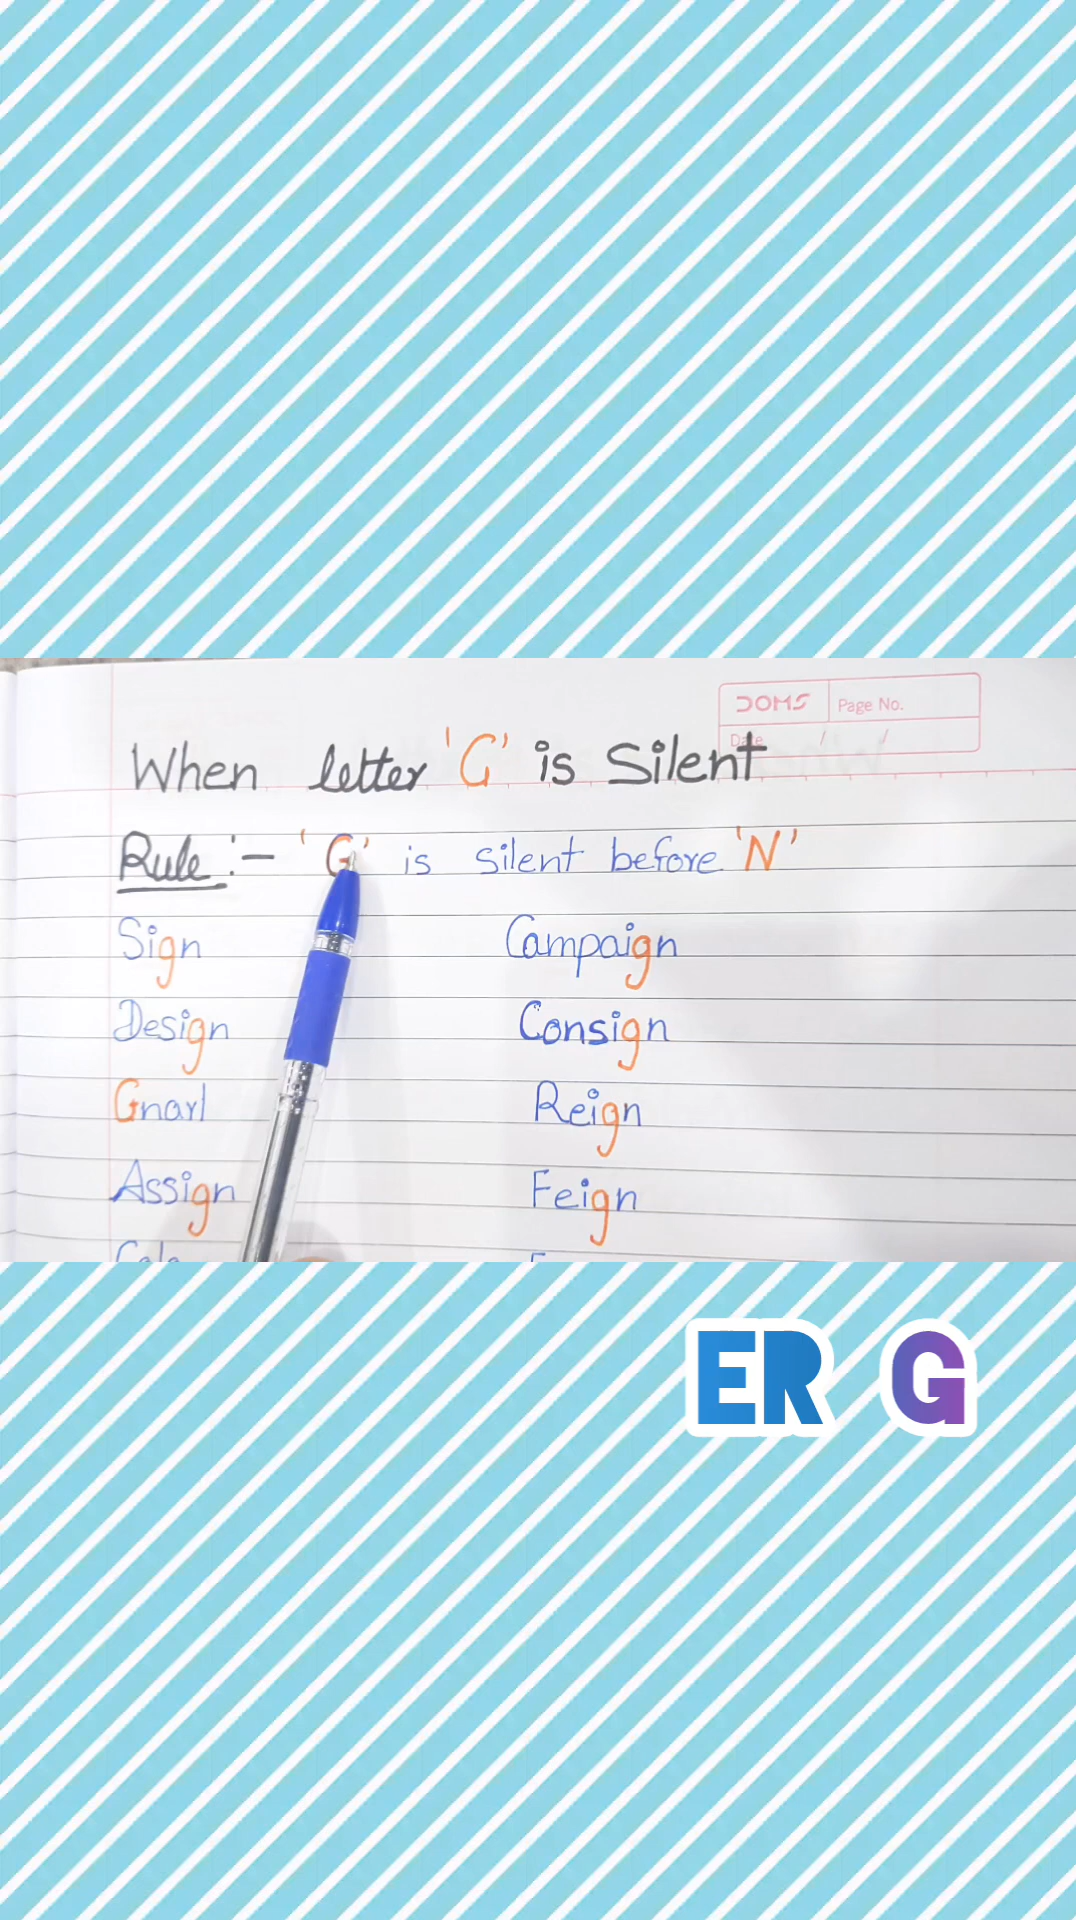 DOMS Page No.
Date / /
When letter 'G' is Silent
Rule :- 'G' is silent before 'N'
Sign Campaign
Design Consign
Gnarl Reign
Assign Feign
ER G